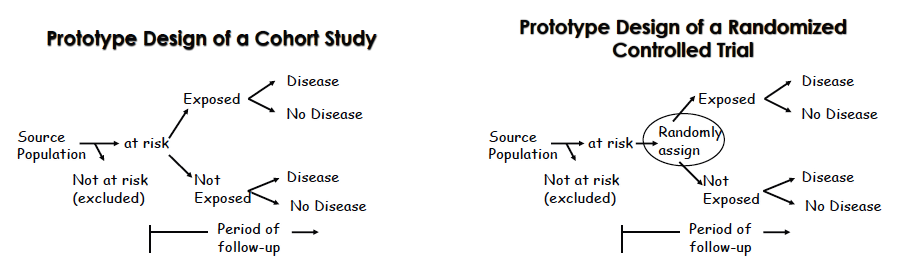 Prototype Design of a Cohort Study
Disease
Exposed
No Disease
Source
Population
at risk
Not at risk
(excluded)
Not
Exposed
Disease
No Disease
Period of
follow-up
Prototype Design of a Randomized
Controlled Trial
Disease
Exposed
No Disease
Source
Population
at risk
Randomly
assign
Not at risk
(excluded)
Not
Exposed
Disease
No Disease
Period of
follow-up